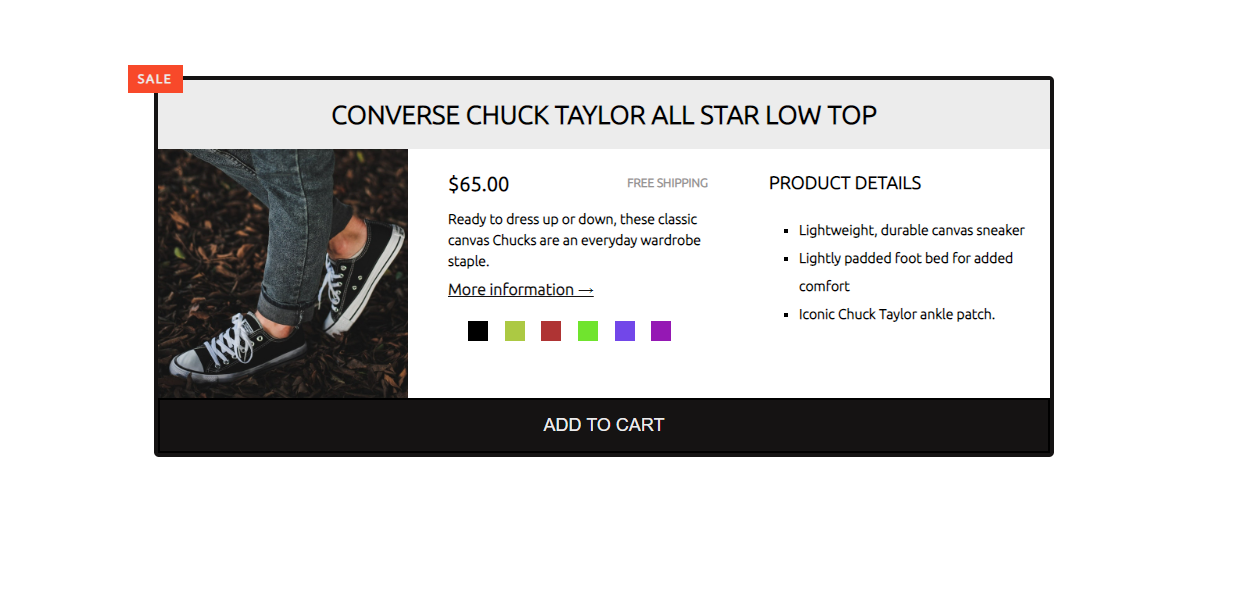 SALE
CONVERSE CHUCK TAYLOR ALL STAR LOW TOP
$65.00
FREE SHIPPING
Ready to dress up or down, these classic
canvas Chucks are an everyday wardrobe
staple.
More information →
PRODUCT DETAILS
Lightweight, durable canvas sneaker
Lightly padded foot bed for added
comfort
Iconic Chuck Taylor ankle patch.
ADD TO CART